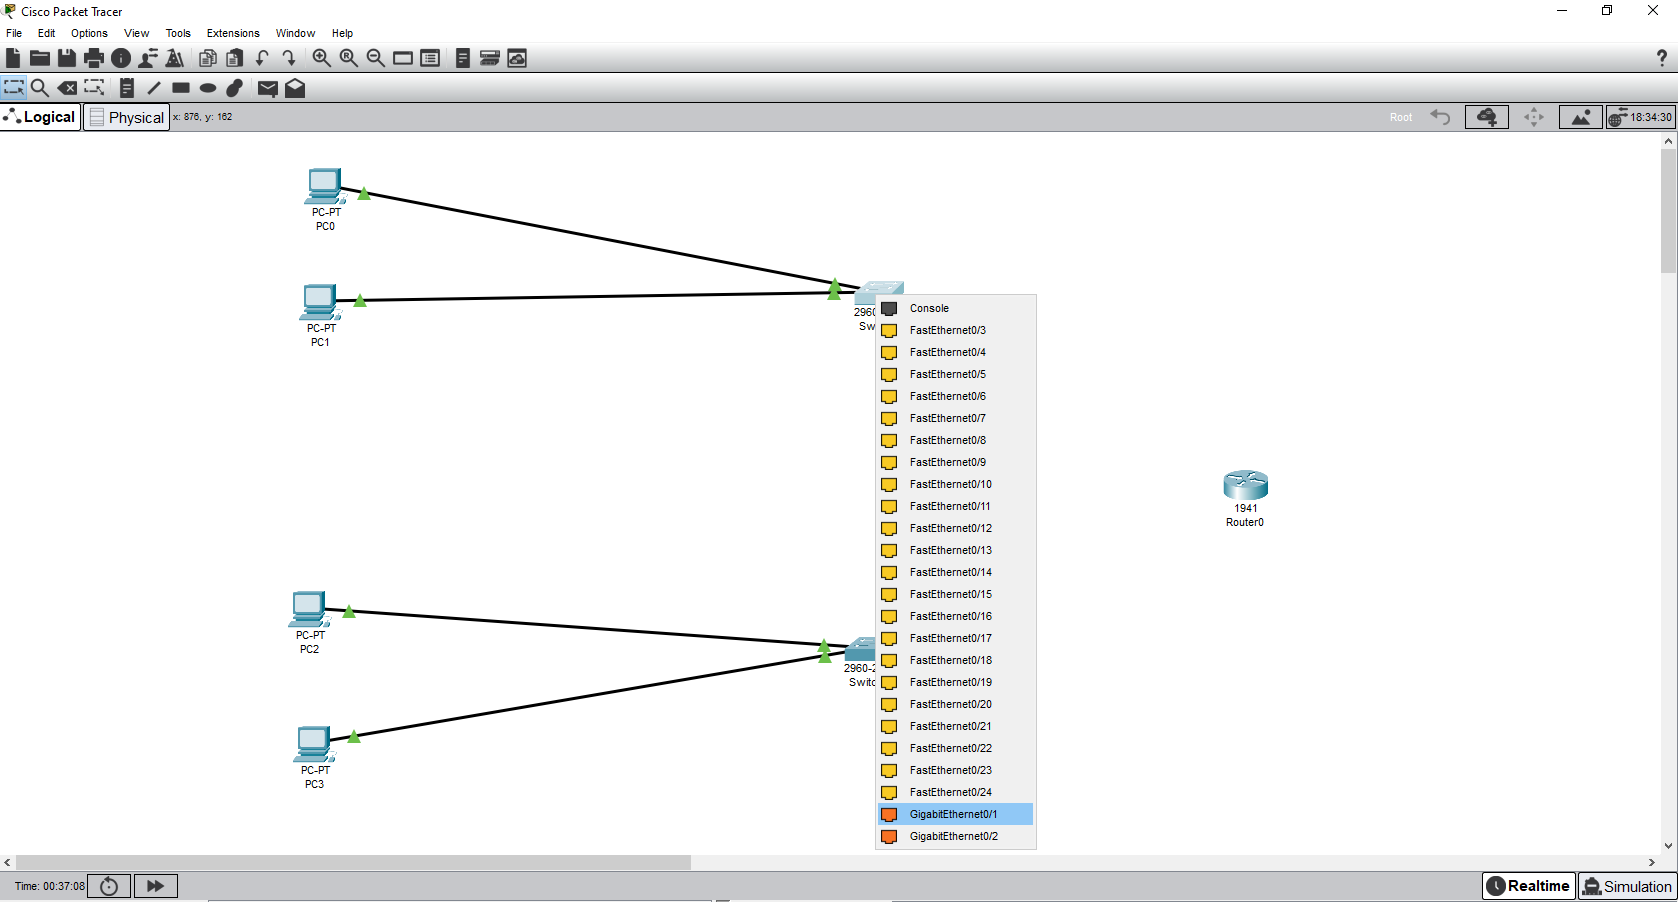 Cisco Packet Tracer
File Edit Options View Tools Extensions Window Help
?
Logical Physical x: 876, y: 162 Root 18:34:30
PC-PT
PC0
PC-PT
PC1
2960
Sw
Console
FastEthernet0/3
FastEthernet0/4
FastEthernet0/5
FastEthernet0/6
FastEthernet0/7
FastEthernet0/8
FastEthernet0/9
FastEthernet0/10
FastEthernet0/11
FastEthernet0/12
FastEthernet0/13
FastEthernet0/14
FastEthernet0/15
FastEthernet0/16
FastEthernet0/17
FastEthernet0/18
FastEthernet0/19
FastEthernet0/20
FastEthernet0/21
FastEthernet0/22
FastEthernet0/23
FastEthernet0/24
GigabitEthernet0/1
GigabitEthernet0/2
1941
Router0
PC-PT
PC2
2960-2
Switc
PC-PT
PC3
Time: 00:37:08 Realtime Simulation